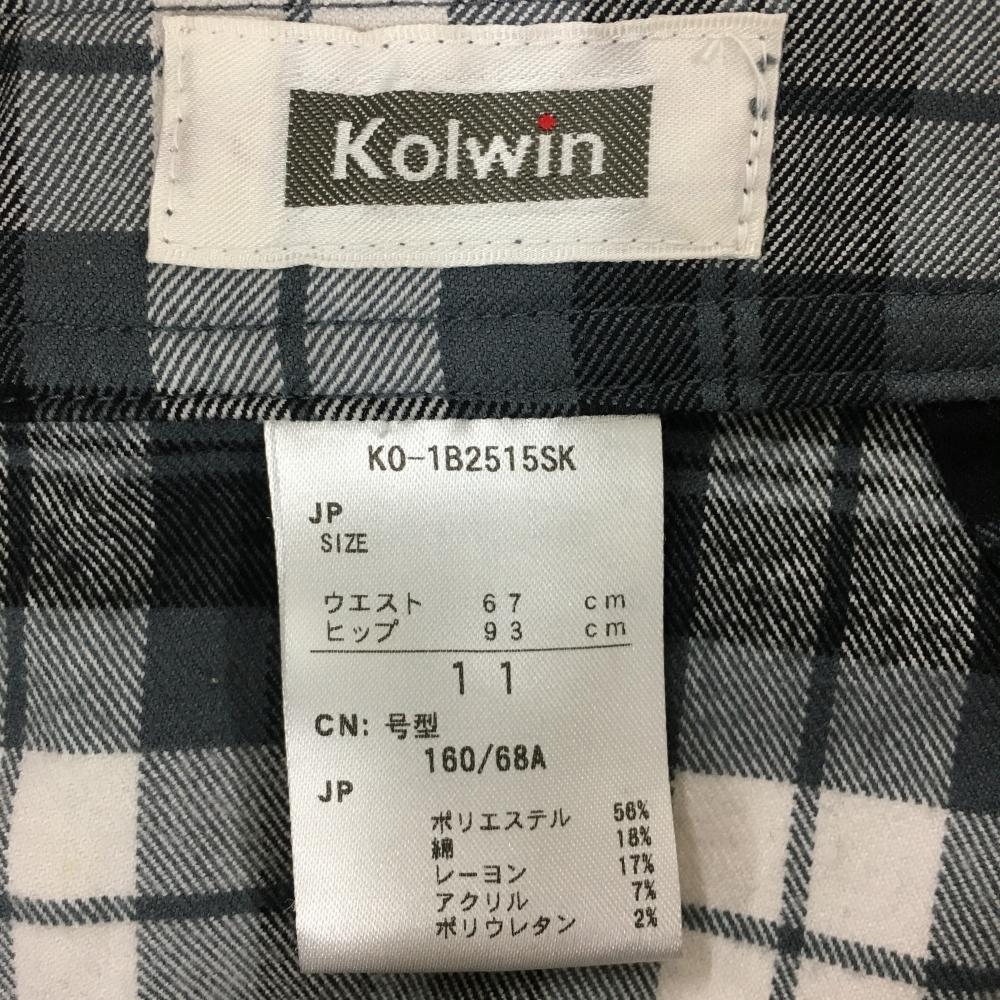 Kolwin
KO-1B2515SK
JP
SIZE
ウエスト 67 cm
ヒップ 93 cm
11
CN: 号型
160/68A
JP
ポリエステル 56%
綿 18%
レーヨン 17%
アクリル 7%
ポリウレタン 2%